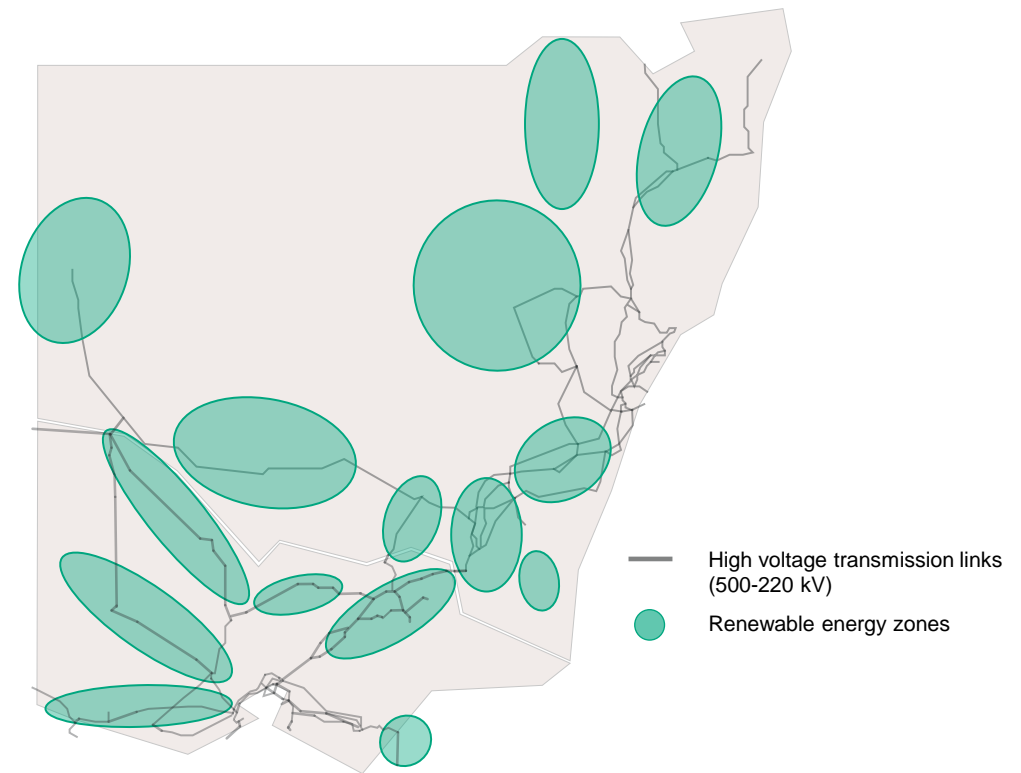 High voltage transmission links
(500-220 kV)
Renewable energy zones